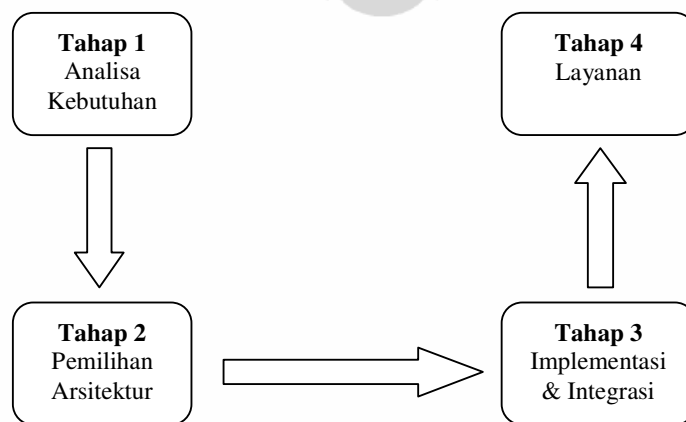 Tahap 1
Analisa
Kebutuhan
Tahap 2
Pemilihan
Arsitektur
Tahap 3
Implementasi
& Integrasi
Tahap 4
Layanan